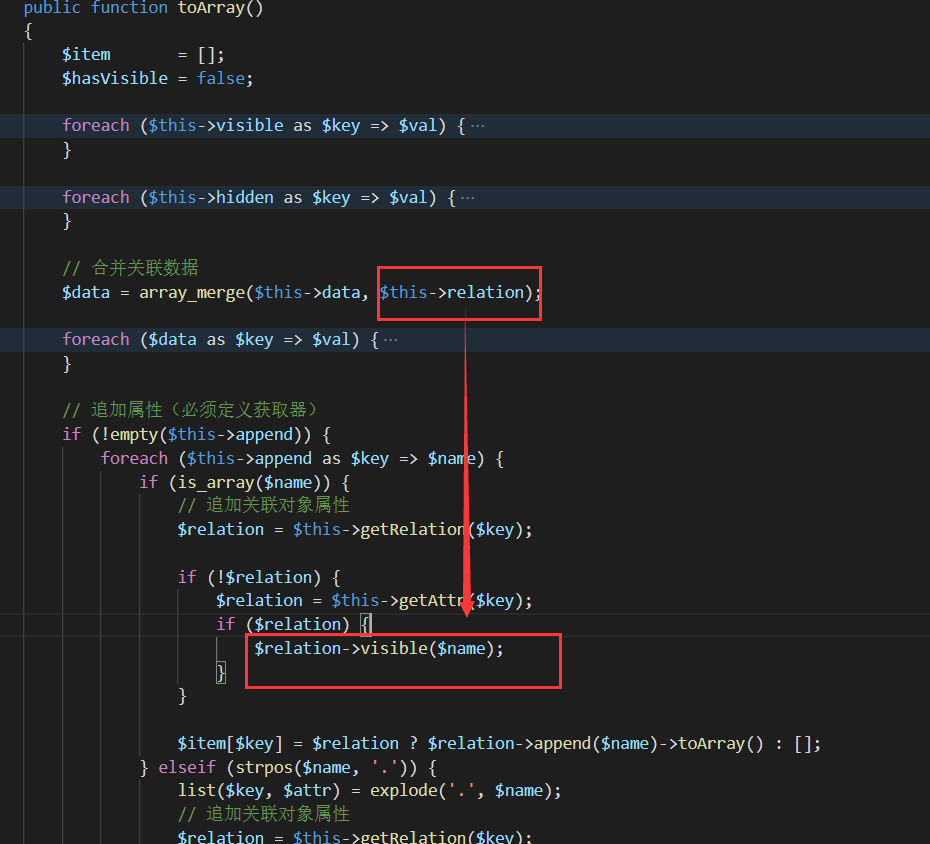 public function toArray()
{
$item       = [];
$hasVisible = false;
foreach ($this->visible as $key => $val) {···
}
foreach ($this->hidden as $key => $val) {···
}
// 合并关联数据
$data = array_merge($this->data, $this->relation);
foreach ($data as $key => $val) {···
}
// 追加属性（必须定义获取器）
if (!empty($this->append)) {
foreach ($this->append as $key => $name) {
if (is_array($name)) {
// 追加关联对象属性
$relation = $this->getRelation($key);
if (!$relation) {
$relation = $this->getAttr($key);
if ($relation) {
$relation->visible($name);
}
}
$item[$key] = $relation ? $relation->append($name)->toArray() : [];
} elseif (strpos($name, '.')) {
list($key, $attr) = explode('.', $name);
// 追加关联对象属性
$relation = $this->getRelation($key);